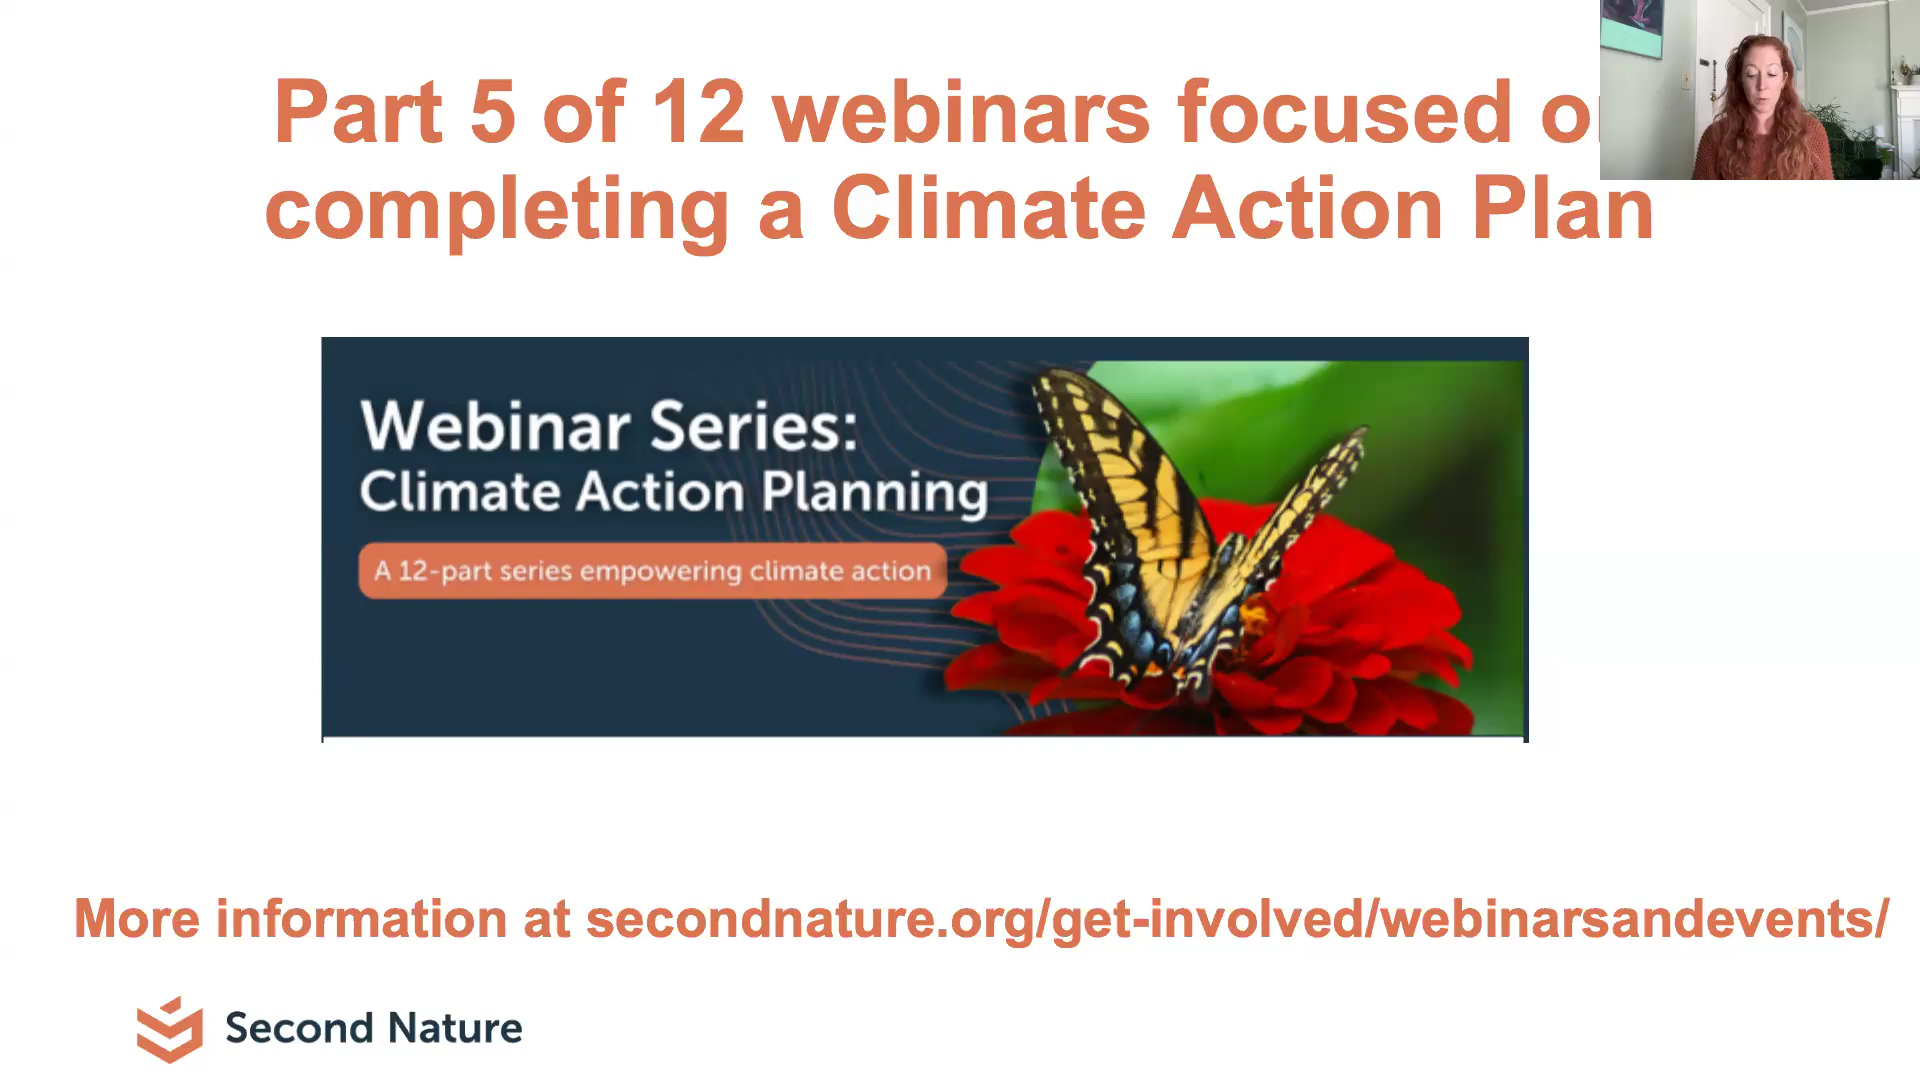 Part 5 of 12 webinars focused
completing a Climate Action Plan
Webinar Series:
Climate Action Planning
A 12-part series empowering climate action
More information at secondnature.org/get-involved/webinarsandevents/
Second Nature